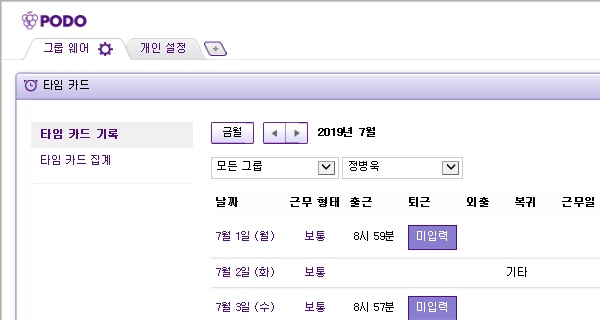 PODO
그룹 웨어 개인 설정
타임 카드
타임 카드 기록
타임 카드 집계
금월 2019년 7월
모든 그룹 정병욱
날짜 근무 형태 출근 퇴근 외출 복귀 근무일
7월 1일 (월) 보통 8시 59분 미입력
7월 2일 (화) 보통 기타
7월 3일 (수) 보통 8시 57분 미입력